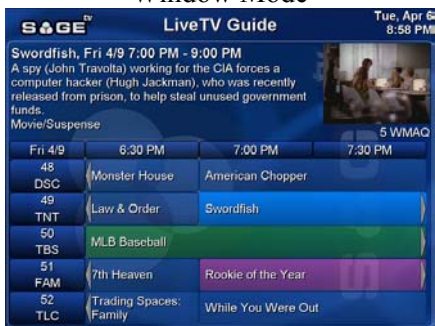 Window Mode
SAGE TV
LiveTV Guide
Tue, Apr 6
8:58 PM
Swordfish, Fri 4/9 7:00 PM - 9:00 PM
A spy (John Travolta) working for the CIA forces a
computer hacker (Hugh Jackman), who was recently
released from prison, to help steal unused government
funds.
Movie/Suspense
5 WMAQ
Fri 4/9 6:30 PM 7:00 PM 7:30 PM
48
DSC
Monster House American Chopper
49
TNT
Law & Order Swordfish
50
TBS
MLB Baseball
51
FAM
7th Heaven Rookie of the Year
52
TLC
Trading Spaces:
Family
While You Were Out